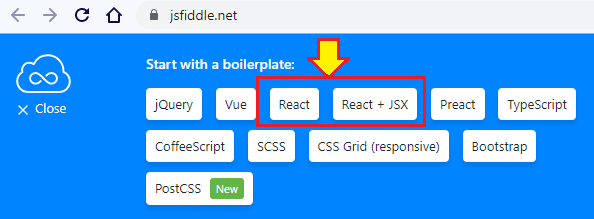 jsfiddle.net
Start with a boilerplate:
Close
jQuery Vue React React + JSX Preact TypeScript
CoffeeScript SCSS CSS Grid (responsive) Bootstrap
PostCSS New